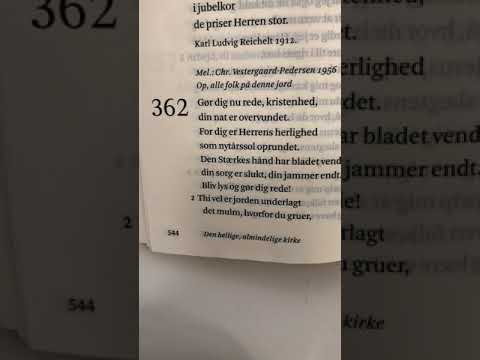 i jubelkor
de priser Herren stor.
Karl Ludvig Reichelt 1912.
Mel.: Chr. Vestergaard-Pedersen 1956
Op, alle folk på denne jord
362
Gør dig nu rede, kristenhed,
din nat er overvundet.
For dig er Herrens herlighed
som nytårssol oprundet.
Den Stærkes hånd har bladet vendt,
din sorg er slukt, din jammer endt.
Bliv lys og gør dig rede!
2 Thi vel er jorden underlagt
det mulm, hvorfor du gruer,
544
Den hellige, almindelige kirke